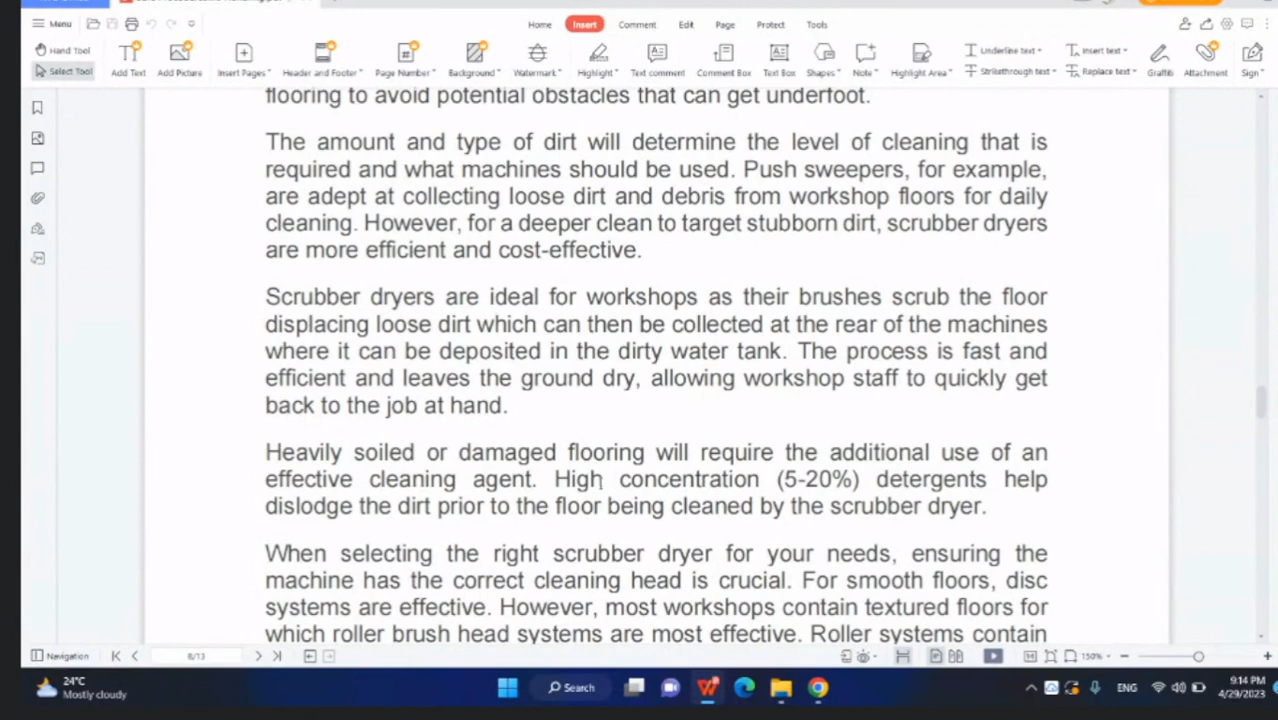 Menu
Home Insert Comment Edit Page Protect Tools
Hand Tool
Select Tool
Add Text Add Picture Insert Pages Header and Footer Page Number Background Watermark Highlight Text comment Comment Box Text Box Shapes Note Highlight Area
Underline text Insert text
Strikethrough text Replace text
Graffiti Attachment Sign
flooring to avoid potential obstacles that can get underfoot.
The amount and type of dirt will determine the level of cleaning that is
required and what machines should be used. Push sweepers, for example,
are adept at collecting loose dirt and debris from workshop floors for daily
cleaning. However, for a deeper clean to target stubborn dirt, scrubber dryers
are more efficient and cost-effective.
Scrubber dryers are ideal for workshops as their brushes scrub the floor
displacing loose dirt which can then be collected at the rear of the machines
where it can be deposited in the dirty water tank. The process is fast and
efficient and leaves the ground dry, allowing workshop staff to quickly get
back to the job at hand.
Heavily soiled or damaged flooring will require the additional use of an
effective cleaning agent. High concentration (5-20%) detergents help
dislodge the dirt prior to the floor being cleaned by the scrubber dryer.
When selecting the right scrubber dryer for your needs, ensuring the
machine has the correct cleaning head is crucial. For smooth floors, disc
systems are effective. However, most workshops contain textured floors for
which roller brush head systems are most effective. Roller systems contain
Navigation 8/13 150%
24°C
Mostly cloudy
Search
ENG
9:14 PM
4/29/2023